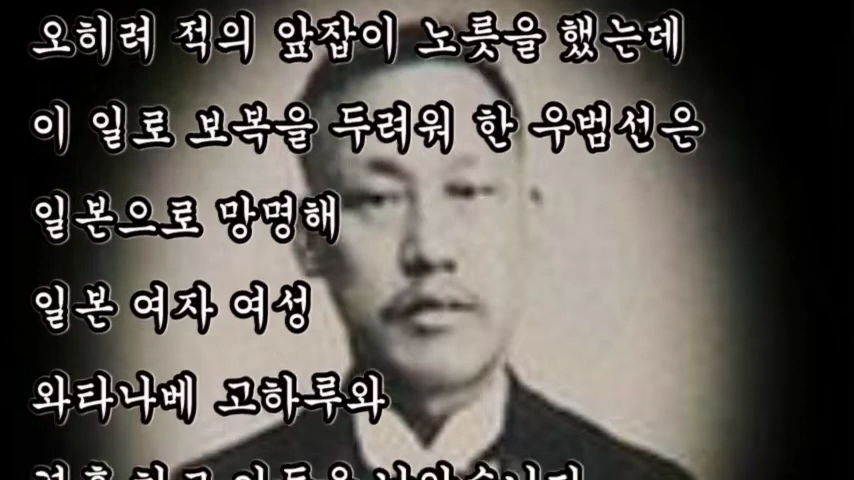 오히려 적의 앞잡이 노릇을 했는데
이 일로 보복을 두려워 한 우범선은
일본으로 망명해
일본 여자 여성
와타나베 고하루와